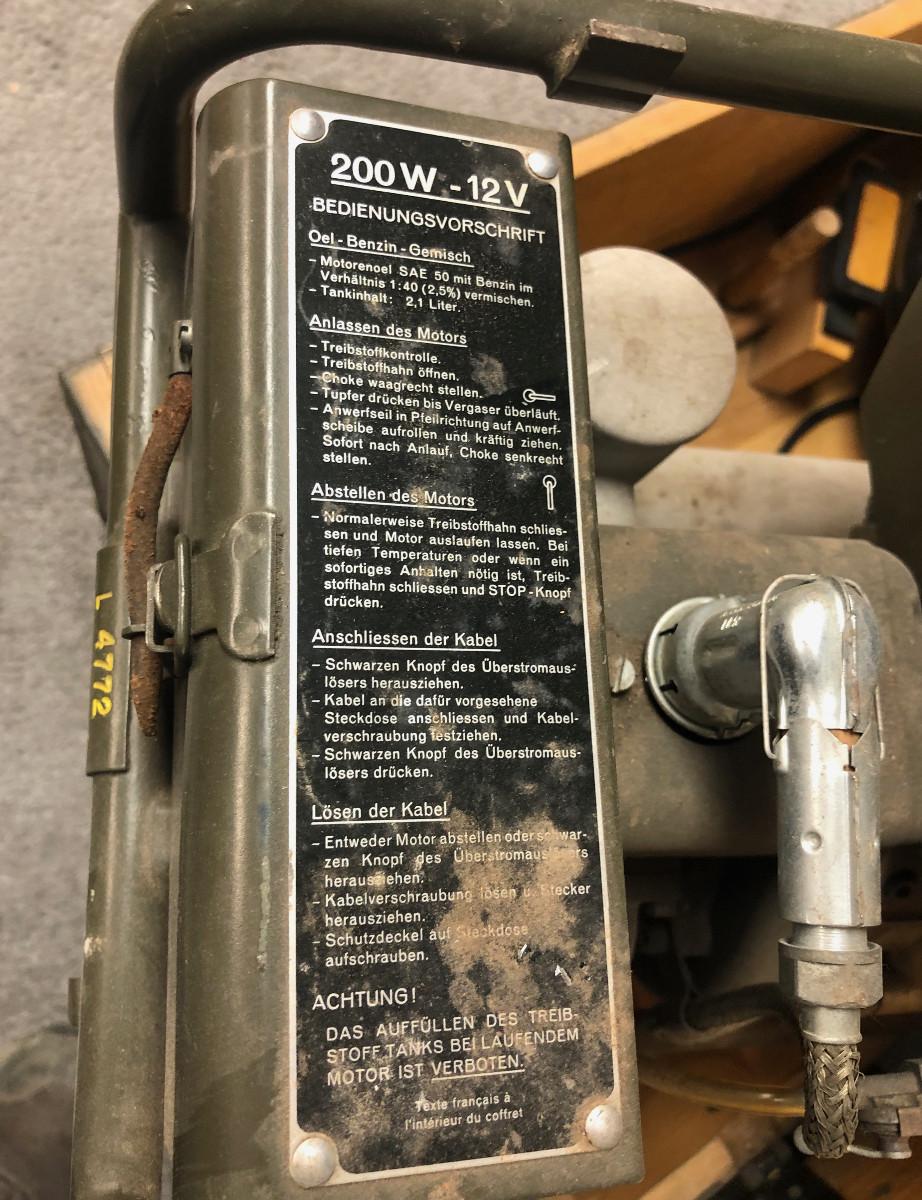 200 W - 12 V
BEDIENUNGSVORSCHRIFT
Oel - Benzin - Gemisch
- Motorenoel SAE 50 mit Benzin im
Verhältnis 1:40 (2,5%) vermischen.
- Tankinhalt: 2,1 Liter.
Anlassen des Motors
- Treibstoffkontrolle.
- Treibstoffhahn öffnen.
- Choke waagrecht stellen.
- Tupfer drücken bis Vergaser überläuft.
- Anwerfseil in Pfeilrichtung auf Anwerf-
scheibe aufrollen und kräftig ziehen.
Sofort nach Anlauf, Choke senkrecht
stellen.
Abstellen des Motors
- Normalerweise Treibstoffhahn schlies-
sen und Motor auslaufen lassen. Bei
tiefen Temperaturen oder wenn ein
sofortiges Anhalten nötig ist, Treib-
stoffhahn schliessen und STOP - Knopf
drücken.
Anschliessen der Kabel
- Schwarzen Knopf des Überstromaus-
lösers herausziehen.
- Kabel an die dafür vorgesehene
Steckdose anschliessen und Kabel-
verschraubung festziehen.
- Schwarzen Knopf des Überstromaus-
lösers drücken.
Lösen der Kabel
- Entweder Motor abstellen oder schwar-
zen Knopf des Überstromauslösers
herausziehen.
- Kabelverschraubung lösen u. Stecker
herausziehen.
- Schutzdeckel auf Steckdose
aufschrauben.
ACHTUNG!
DAS AUFFÜLLEN DES TREIB-
STOFFTANKS BEI LAUFENDEM
MOTOR IST VERBOTEN.
Texte français à
l'intérieur du coffret
L 4772